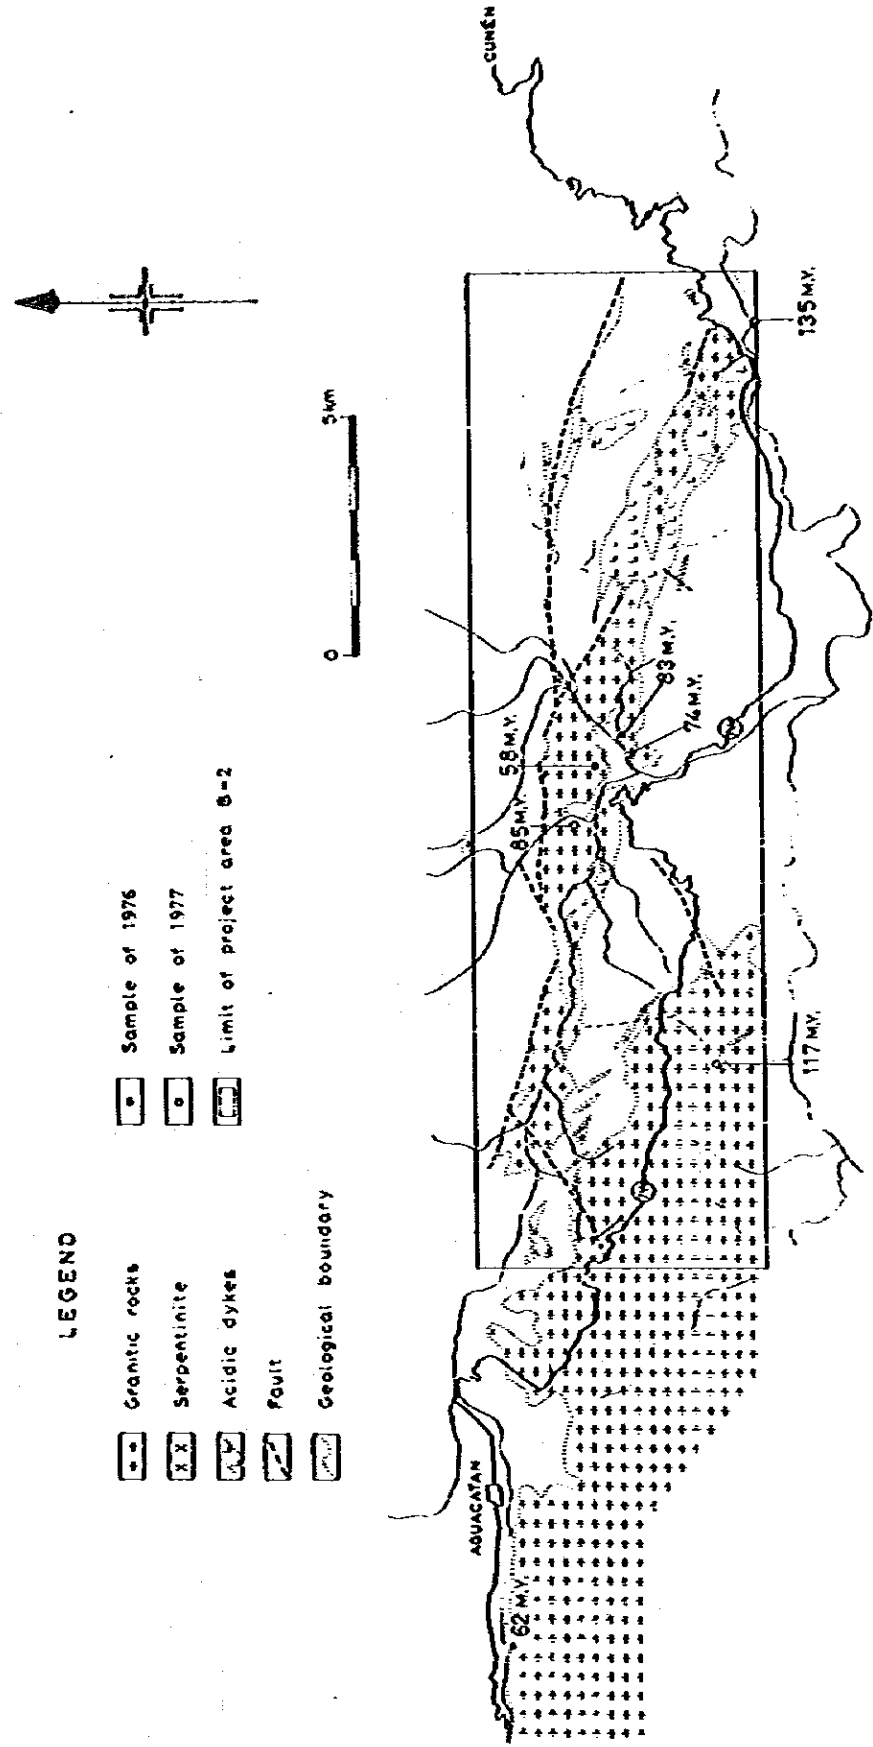 LEGEND
Granitic rocks
Serpentinite
Acidic dykes
Fault
Geological boundary
Sample of 1976
Sample of 1977
Limit of project area B-2
0
5km
CUNÉN
AGUACATAN
62 M.Y.
85 M.Y.
58 M.Y.
83 M.Y.
74 M.Y.
117 M.Y.
135 M.Y.